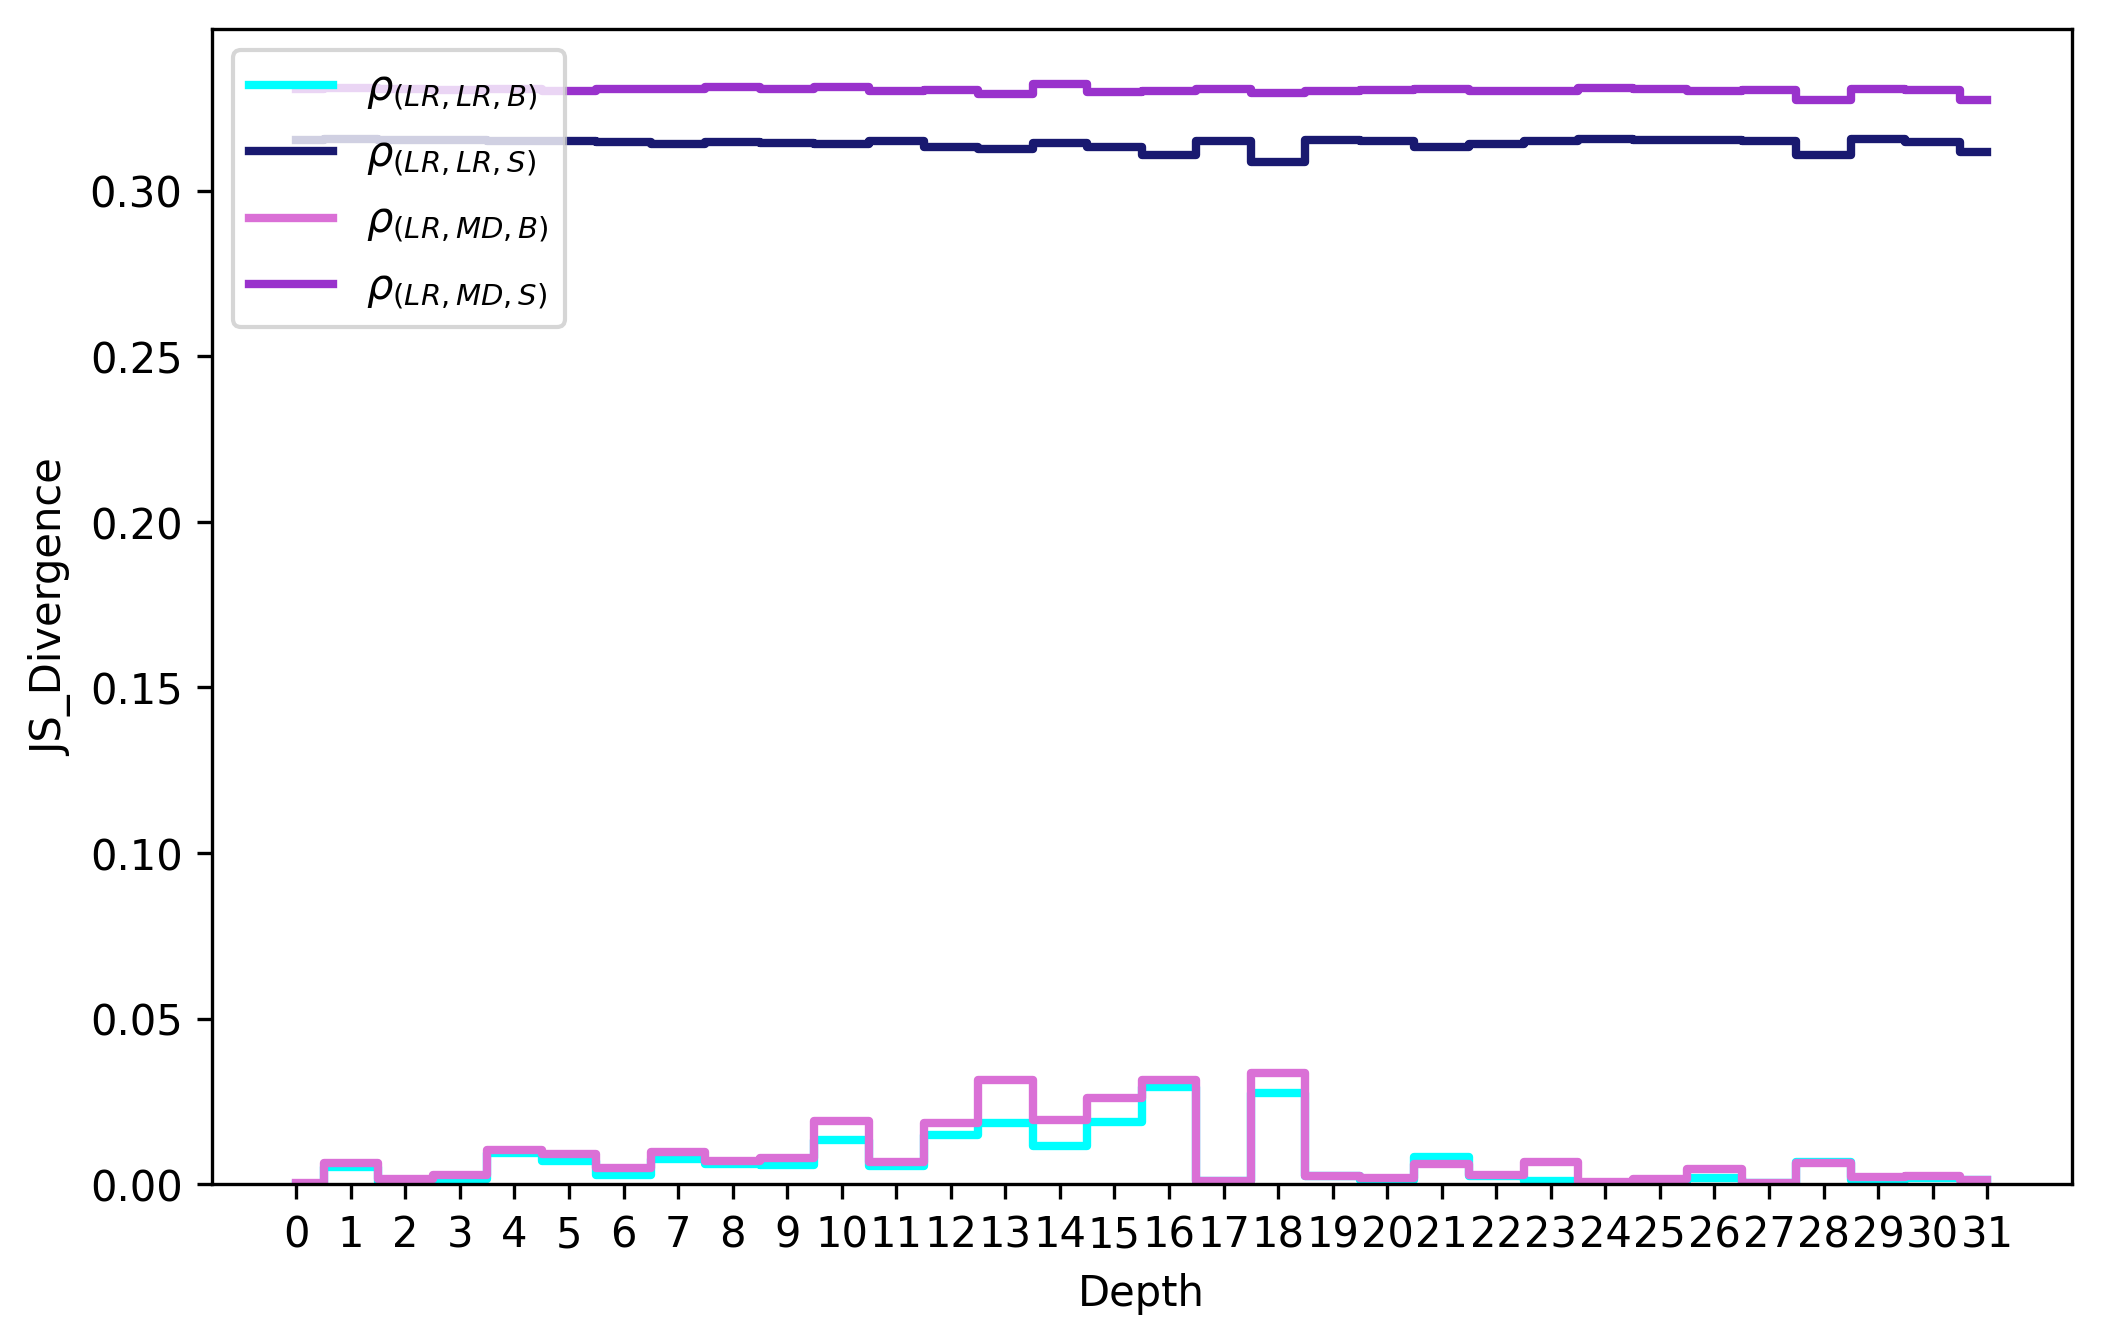 ρ(LR, LR, B)
ρ(LR, LR, S)
ρ(LR, MD, B)
ρ(LR, MD, S)
JS_Divergence
0.30
0.25
0.20
0.15
0.10
0.05
0.00
0 1 2 3 4 5 6 7 8 9 10 11 12 13 14 15 16 17 18 19 20 21 22 23 24 25 26 27 28 29 30 31
Depth